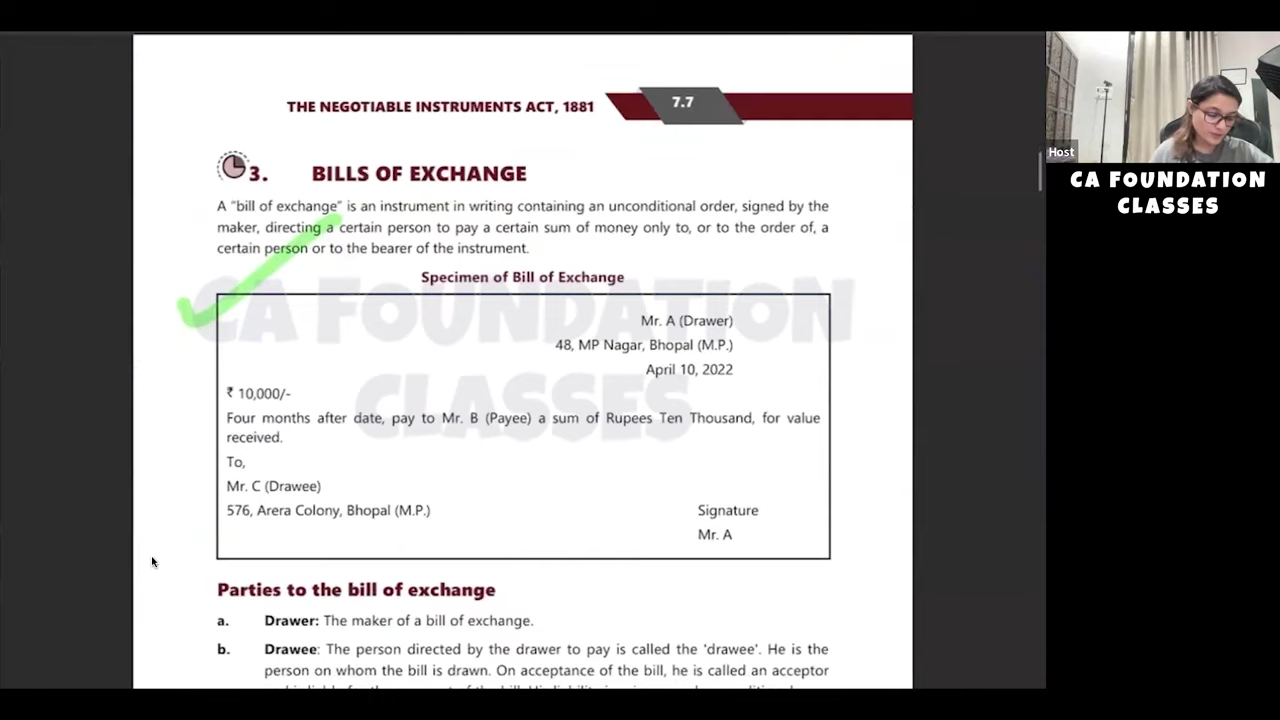 THE NEGOTIABLE INSTRUMENTS ACT, 1881
7.7
3. BILLS OF EXCHANGE
A “bill of exchange” is an instrument in writing containing an unconditional order, signed by the
maker, directing a certain person to pay a certain sum of money only to, or to the order of, a
certain person or to the bearer of the instrument.
Specimen of Bill of Exchange
CA FOUNDATION
CLASSES
Mr. A (Drawer)
48, MP Nagar, Bhopal (M.P.)
April 10, 2022
₹ 10,000/-
Four months after date, pay to Mr. B (Payee) a sum of Rupees Ten Thousand, for value
received.
To,
Mr. C (Drawee)
576, Arera Colony, Bhopal (M.P.)
Signature
Mr. A
Parties to the bill of exchange
a. Drawer: The maker of a bill of exchange.
b. Drawee: The person directed by the drawer to pay is called the 'drawee'. He is the
person on whom the bill is drawn. On acceptance of the bill, he is called an acceptor
Host
CA FOUNDATION
CLASSES